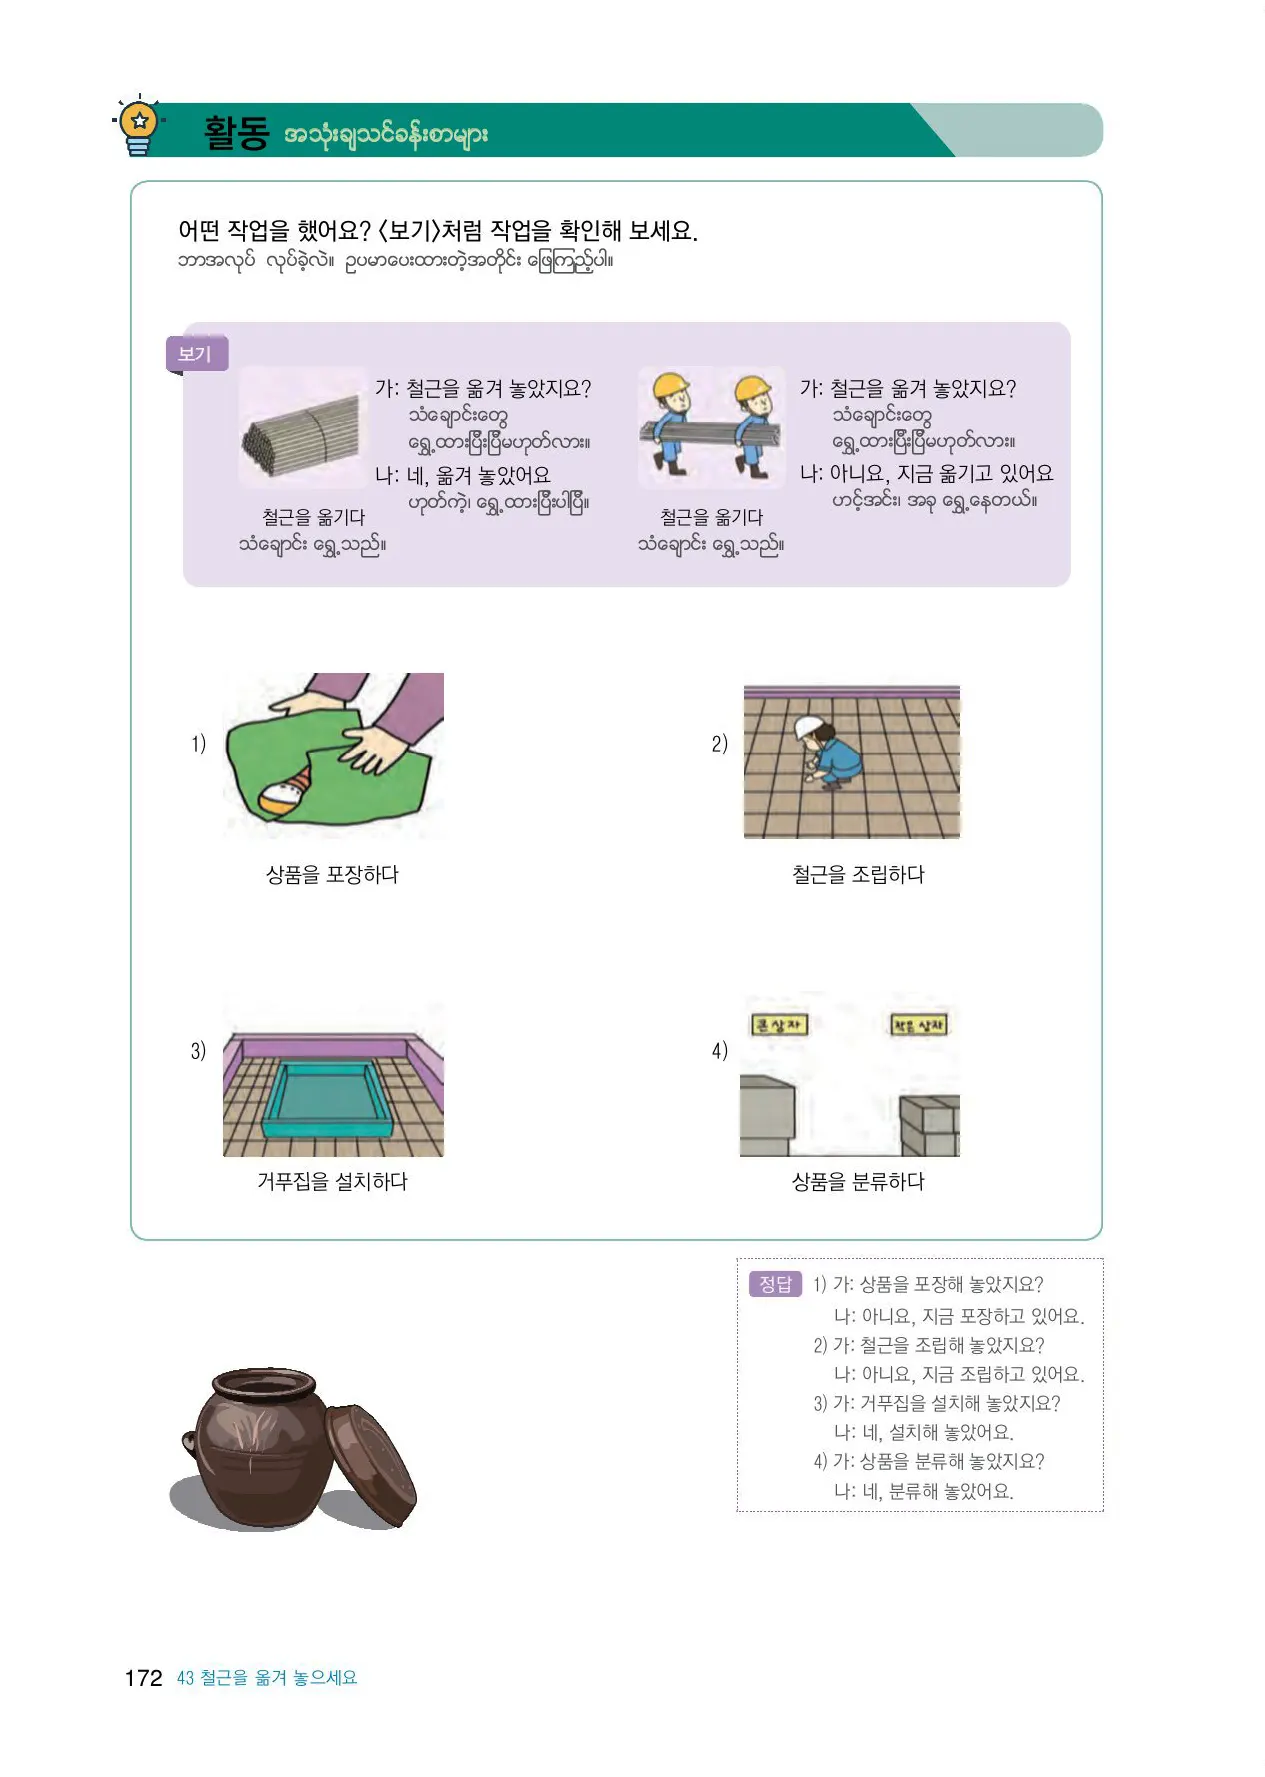 활동 အသုံးချသင်ခန်းစာများ
어떤 작업을 했어요? <보기>처럼 작업을 확인해 보세요.
ဘာအလုပ် လုပ်ခဲ့လဲ။ ဥပမာပေးထားတဲ့အတိုင်း ဖြေကြည့်ပါ။
보기
가: 철근을 옮겨 놓았지요?
သံချောင်းတွေ
ရွှေ့ထားပြီးပြီမဟုတ်လား။
나: 네, 옮겨 놓았어요
ဟုတ်ကဲ့၊ ရွှေ့ထားပြီးပါပြီ။
철근을 옮기다
သံချောင်း ရွှေ့သည်။
가: 철근을 옮겨 놓았지요?
သံချောင်းတွေ
ရွှေ့ထားပြီးပြီမဟုတ်လား။
나: 아니요, 지금 옮기고 있어요
ဟင့်အင်း၊ အခု ရွှေ့နေတယ်။
철근을 옮기다
သံချောင်း ရွှေ့သည်။
1)
상품을 포장하다
2)
철근을 조립하다
3)
거푸집을 설치하다
4)
큰 상자
작은 상자
상품을 분류하다
정답 1) 가: 상품을 포장해 놓았지요?
나: 아니요, 지금 포장하고 있어요.
2) 가: 철근을 조립해 놓았지요?
나: 아니요, 지금 조립하고 있어요.
3) 가: 거푸집을 설치해 놓았지요?
나: 네, 설치해 놓았어요.
4) 가: 상품을 분류해 놓았지요?
나: 네, 분류해 놓았어요.
172 43 철근을 옮겨 놓으세요